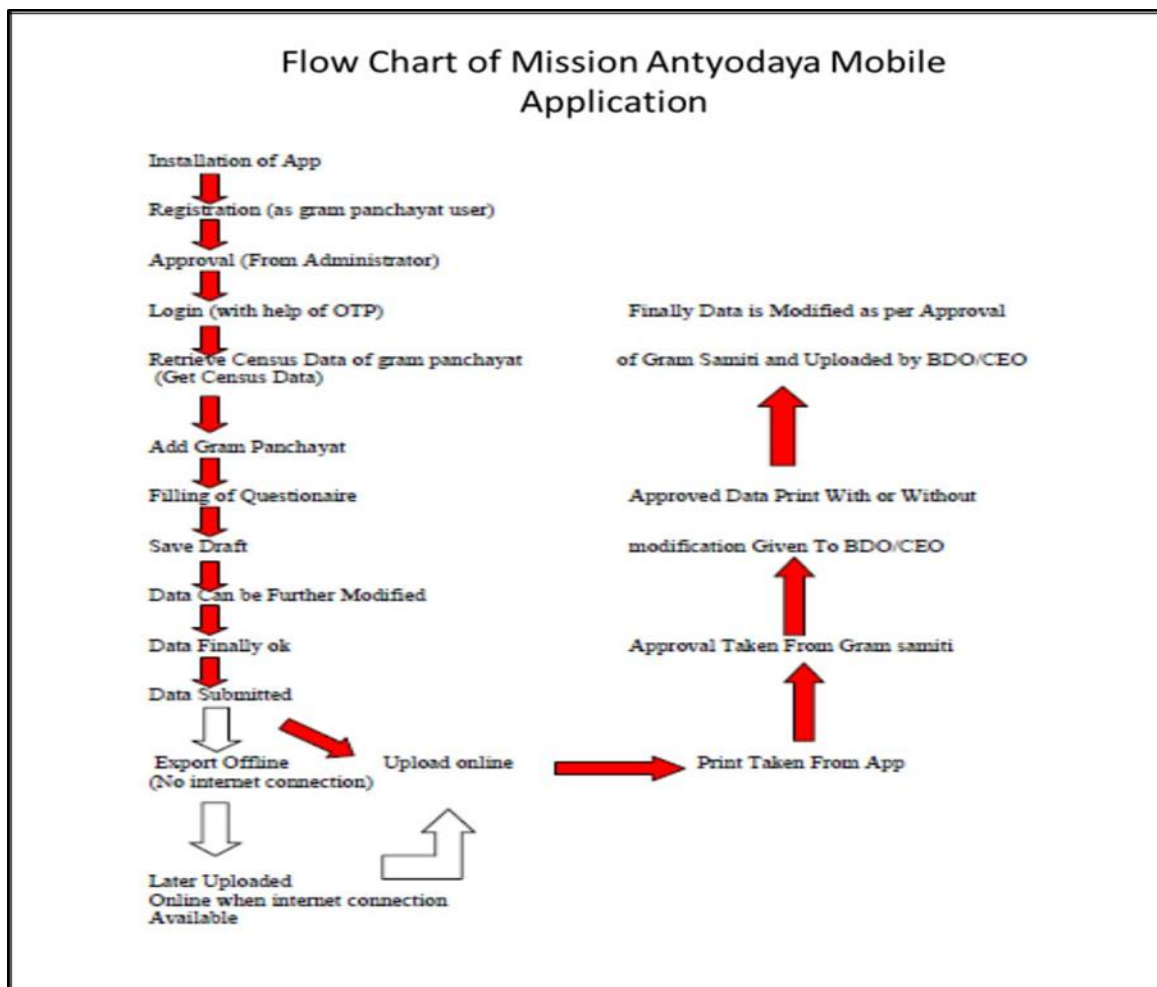 Flow Chart of Mission Antyodaya Mobile
Application
Installation of App
Registration (as gram panchayat user)
Approval (From Administrator)
Login (with help of OTP)
Retrieve Census Data of gram panchayat
(Get Census Data)
Add Gram Panchayat
Filling of Questionaire
Save Draft
Data Can be Further Modified
Data Finally ok
Data Submitted
Export Offline
(No internet connection)
Later Uploaded
Online when internet connection
Available
Upload online
Print Taken From App
Approval Taken From Gram samiti
Approved Data Print With or Without
modification Given To BDO/CEO
Finally Data is Modified as per Approval
of Gram Samiti and Uploaded by BDO/CEO